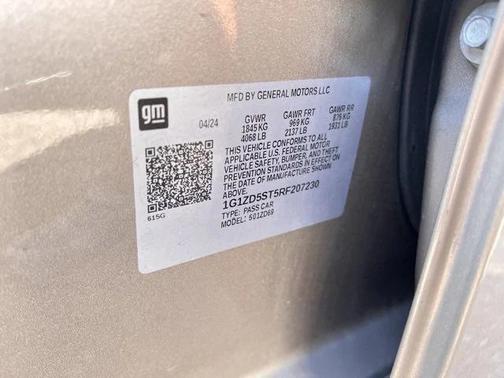 MFD BY GENERAL MOTORS LLC
gm
04/24
GVWR GAWR FRT GAWR RR
1845 KG 969 KG 876 KG
4068 LB 2137 LB 1931 LB
THIS VEHICLE CONFORMS TO ALL
APPLICABLE U.S. FEDERAL MOTOR
VEHICLE SAFETY, BUMPER, AND THEFT
PREVENTION STANDARDS IN EFFECT ON
THE DATE OF MANUFACTURE SHOWN
ABOVE.
1G1ZD5ST5RF207230
TYPE: PASS CAR
MODEL: 501ZD69
615G